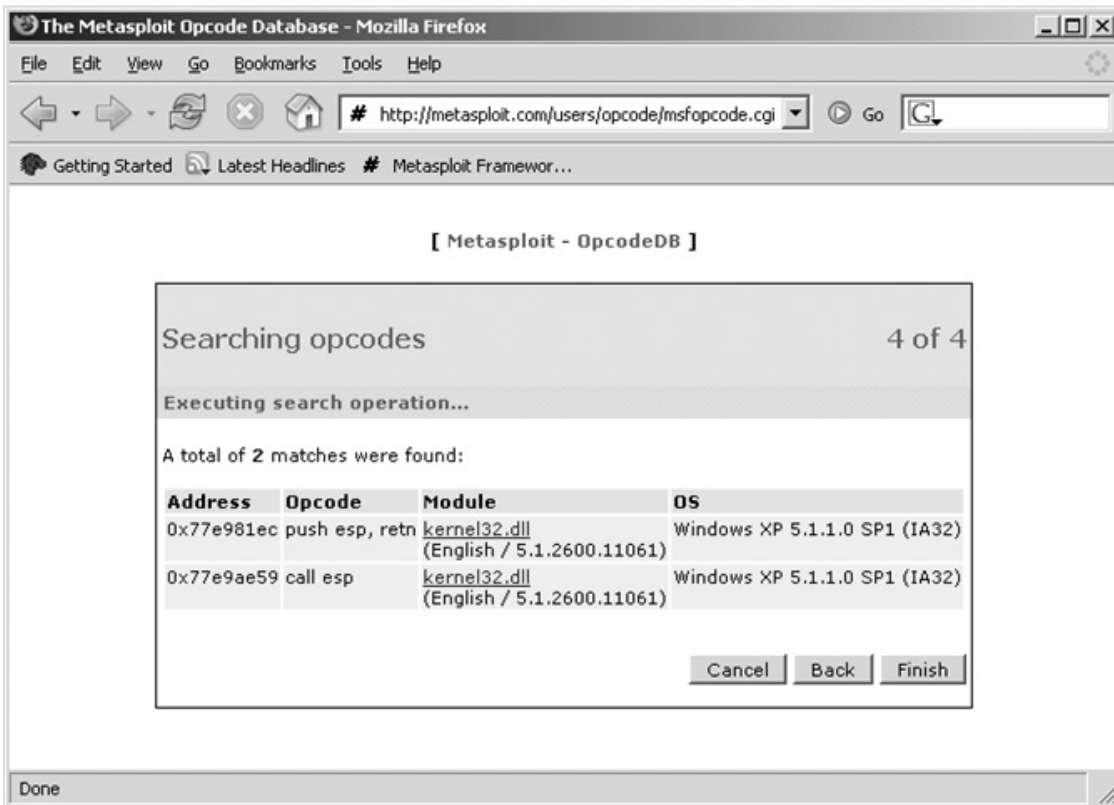 The Metasploit Opcode Database - Mozilla Firefox
File Edit View Go Bookmarks Tools Help
# http://metasploit.com/users/opcode/msfopcode.cgi Go G
Getting Started Latest Headlines # Metasploit Framewor...
[ Metasploit - OpcodeDB ]
Searching opcodes 4 of 4
Executing search operation...
A total of 2 matches were found:
Address Opcode Module OS
0x77e981ec push esp, retn kernel32.dll Windows XP 5.1.1.0 SP1 (IA32)
(English / 5.1.2600.11061)
0x77e9ae59 call esp kernel32.dll Windows XP 5.1.1.0 SP1 (IA32)
(English / 5.1.2600.11061)
Cancel Back Finish
Done